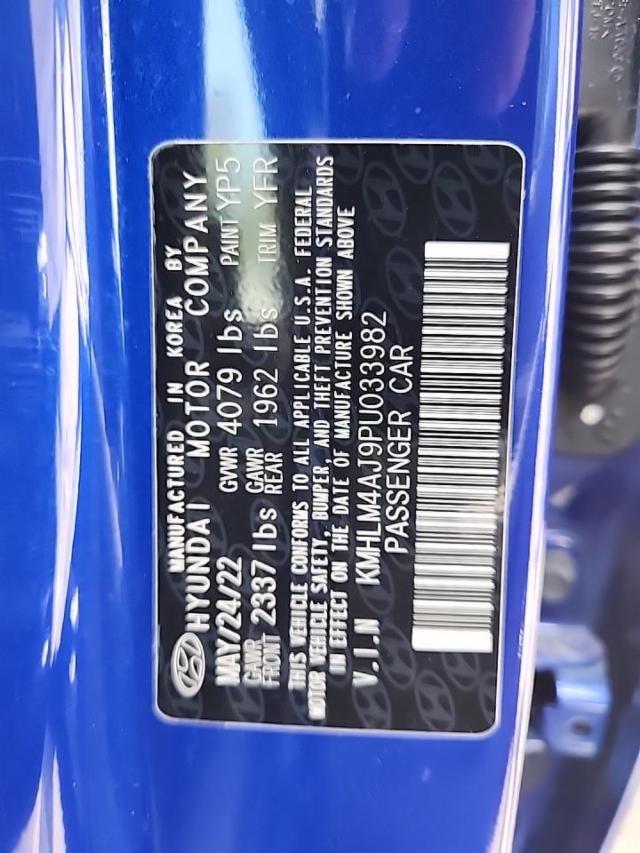 MANUFACTURED IN KOREA BY
HYUNDAI MOTOR COMPANY
MAY/24/22 GVWR 4079 lbs PAINT YP5
GAWR FRONT 2337 lbs GAWR REAR 1962 lbs TRIM YFR
THIS VEHICLE CONFORMS TO ALL APPLICABLE U.S.A. FEDERAL
MOTOR VEHICLE SAFETY, BUMPER, AND THEFT PREVENTION STANDARDS
IN EFFECT ON THE DATE OF MANUFACTURE SHOWN ABOVE
V.I.N KMHLM4AJ9PU033982
PASSENGER CAR